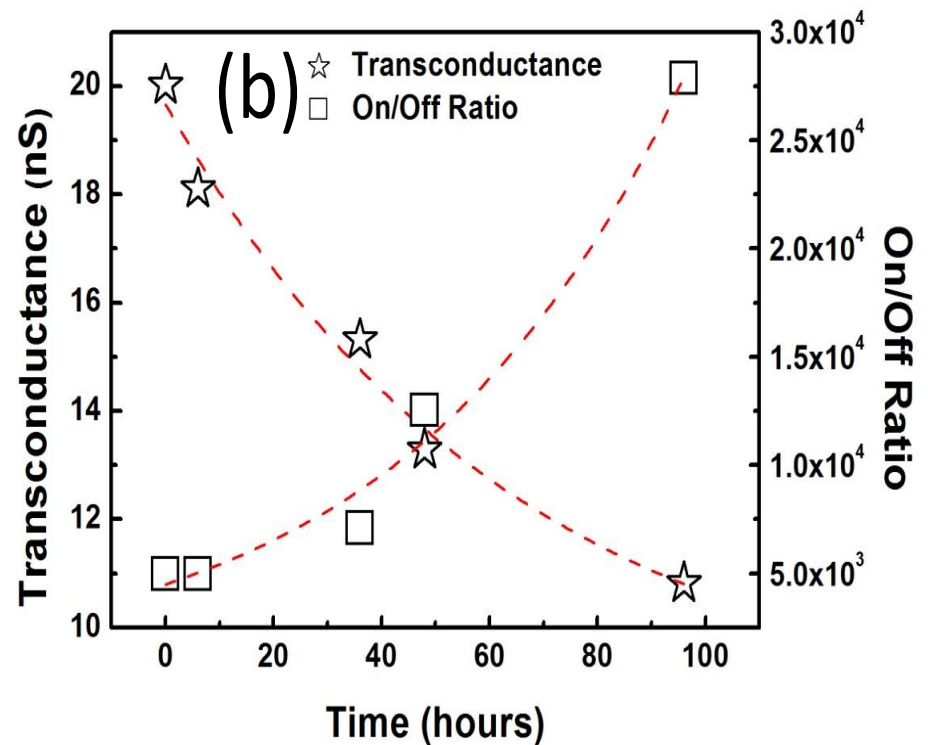 (b)
Transconductance
On/Off Ratio
Transconductance (nS)
20
18
16
14
12
10
3.0x10⁴
2.5x10⁴
2.0x10⁴
1.5x10⁴
1.0x10⁴
5.0x10³
On/Off Ratio
0 20 40 60 80 100
Time (hours)